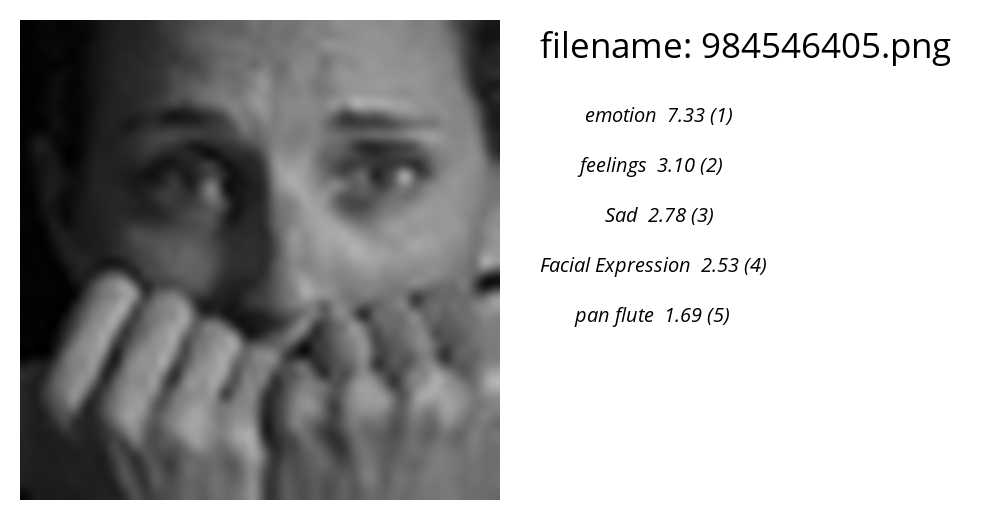 filename: 984546405.png
emotion 7.33 (1)
feelings 3.10 (2)
Sad 2.78 (3)
Facial Expression 2.53 (4)
pan flute 1.69 (5)